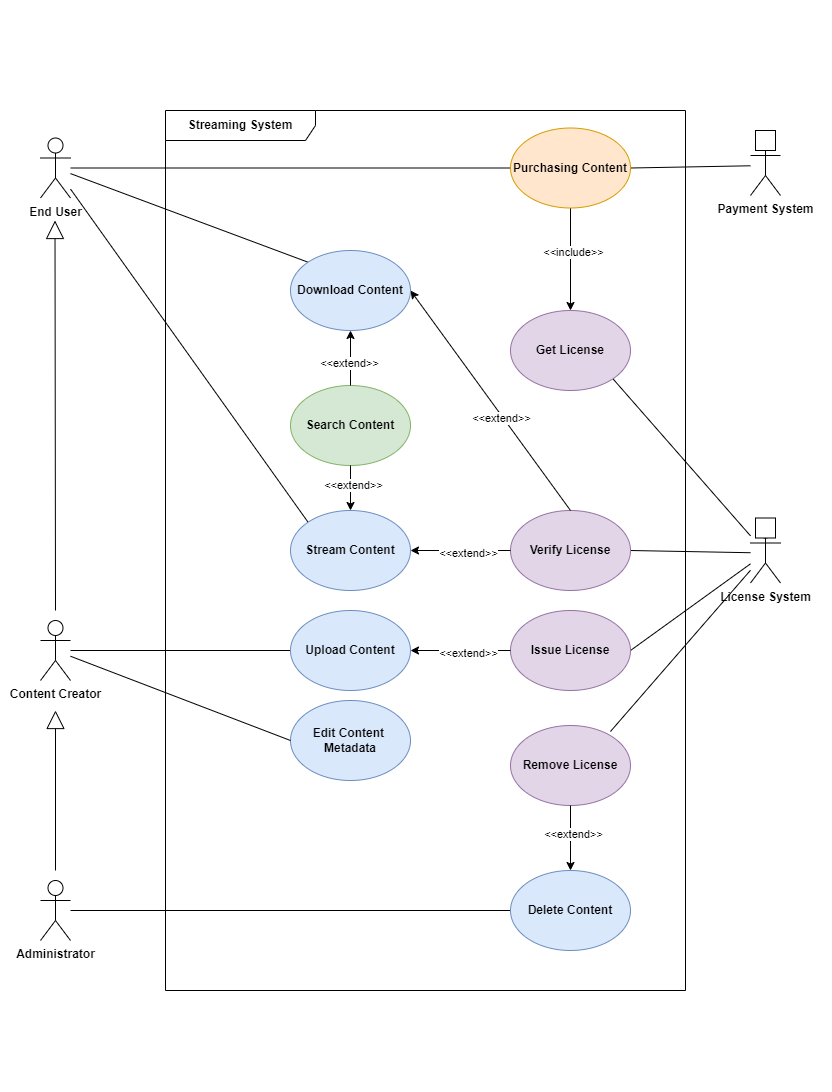 Streaming System
Purchasing Content
End User
Payment System
<<include>>
Download Content
Get License
<<extend>>
Search Content
<<extend>>
<<extend>>
Stream Content
<<extend>>
Verify License
License System
Upload Content
<<extend>>
Issue License
Content Creator
Edit Content
Metadata
Remove License
<<extend>>
Delete Content
Administrator